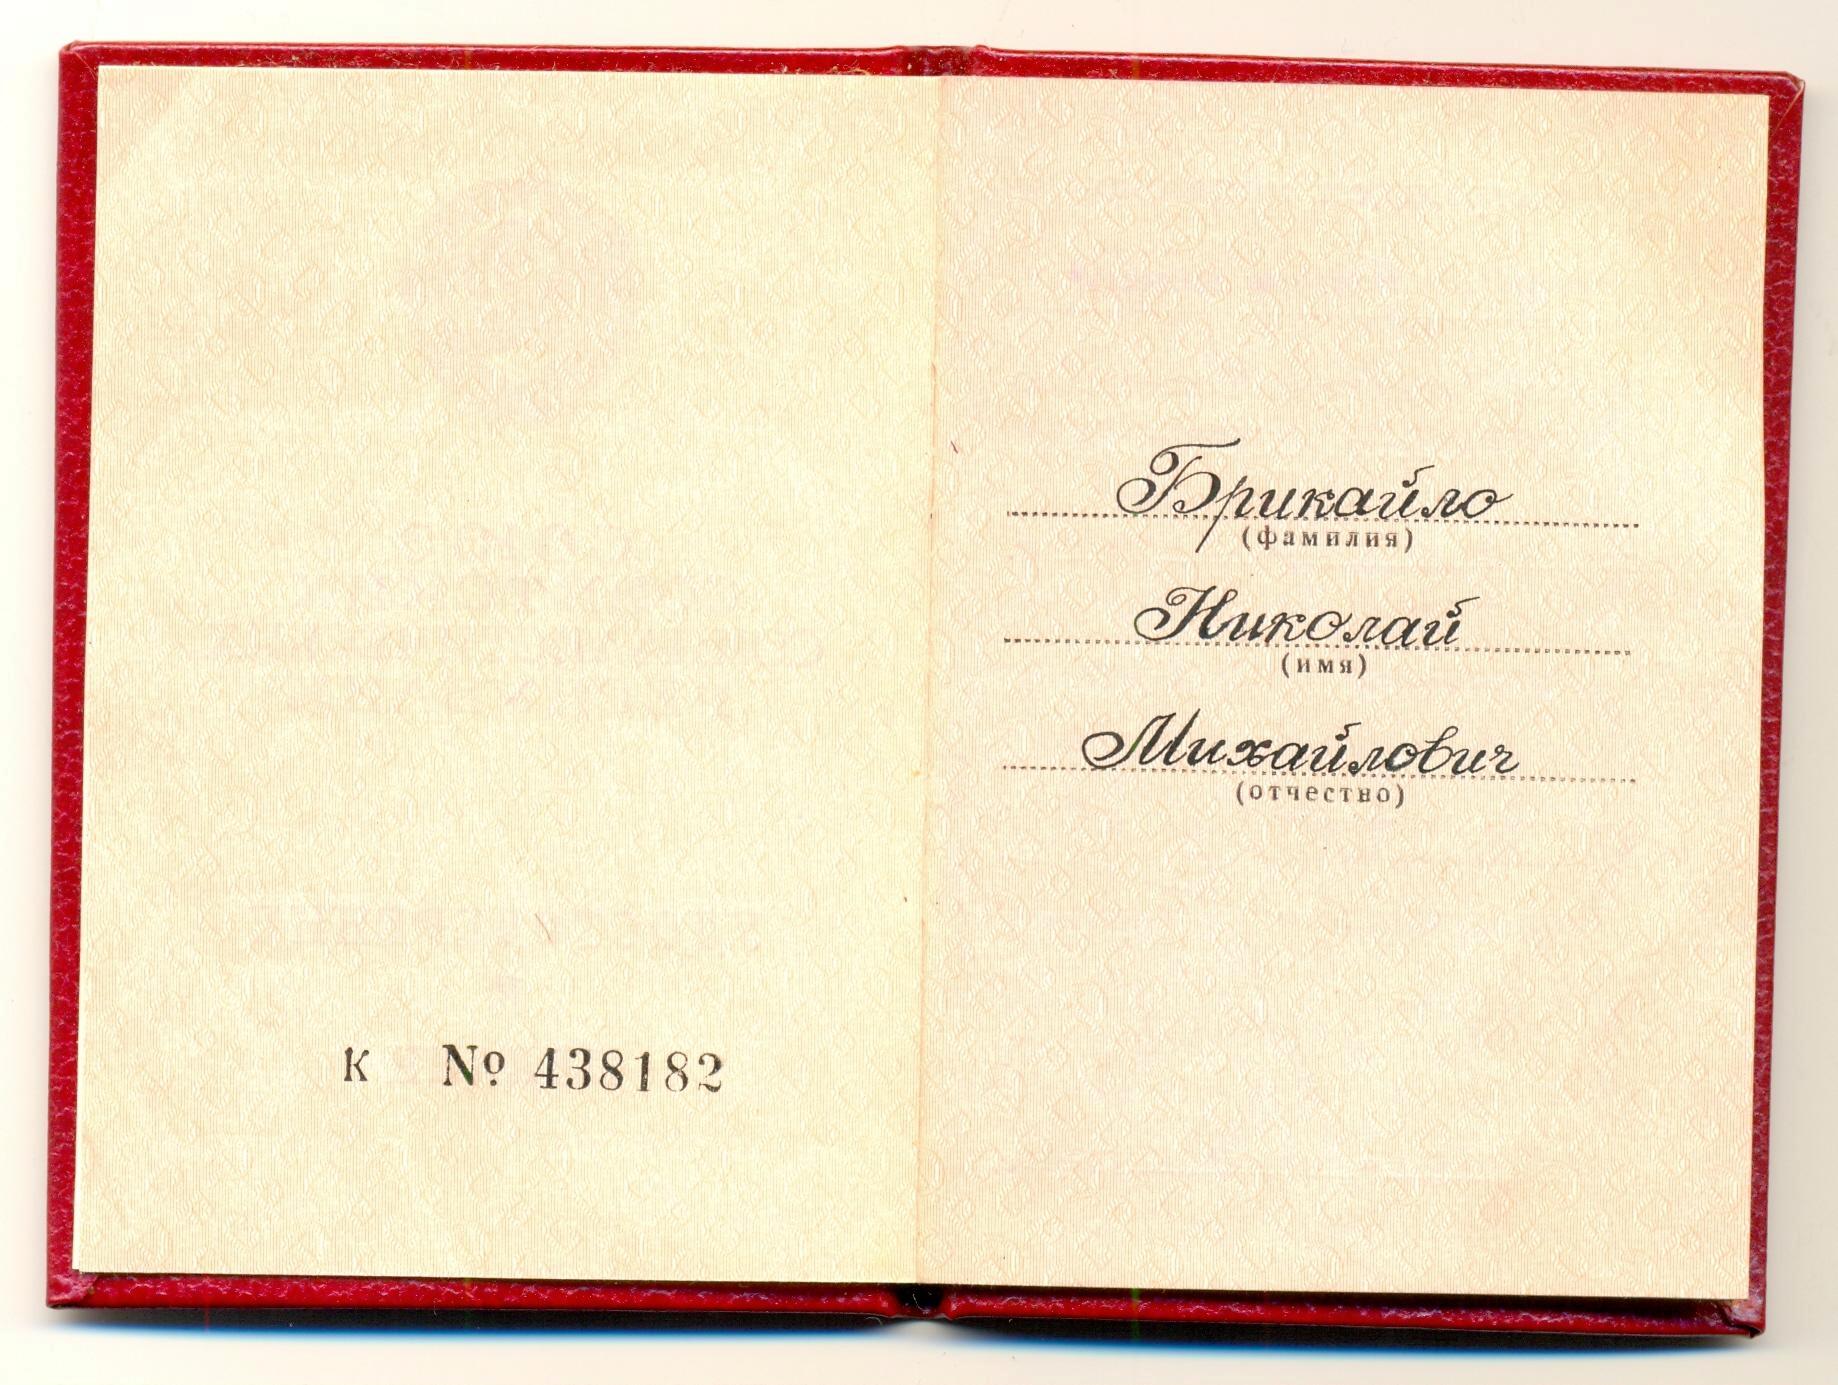 К № 438182
Брикайло
(фамилия)
Николай
(имя)
Михайлович
(отчество)